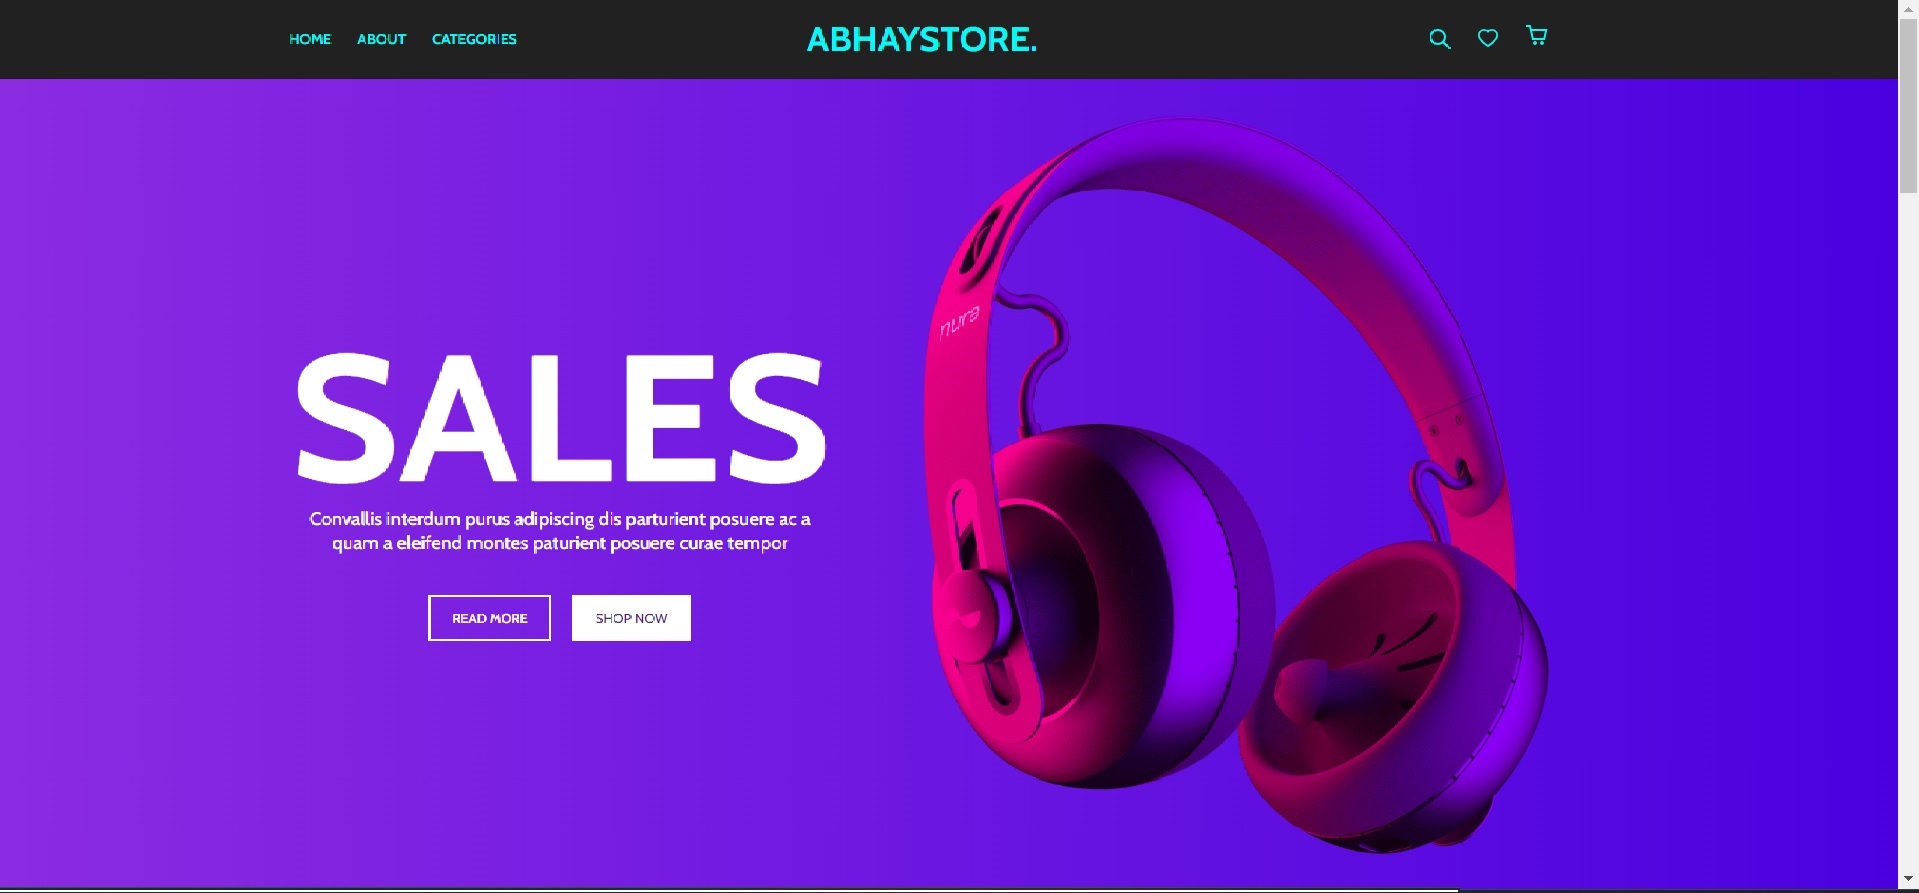 HOME ABOUT CATEGORIES
ABHAYSTORE.
nura
SALES
Convallis interdum purus adipiscing dis parturient posuere ac a
quam a eleifend montes paturient posuere curae tempor
READ MORE SHOP NOW